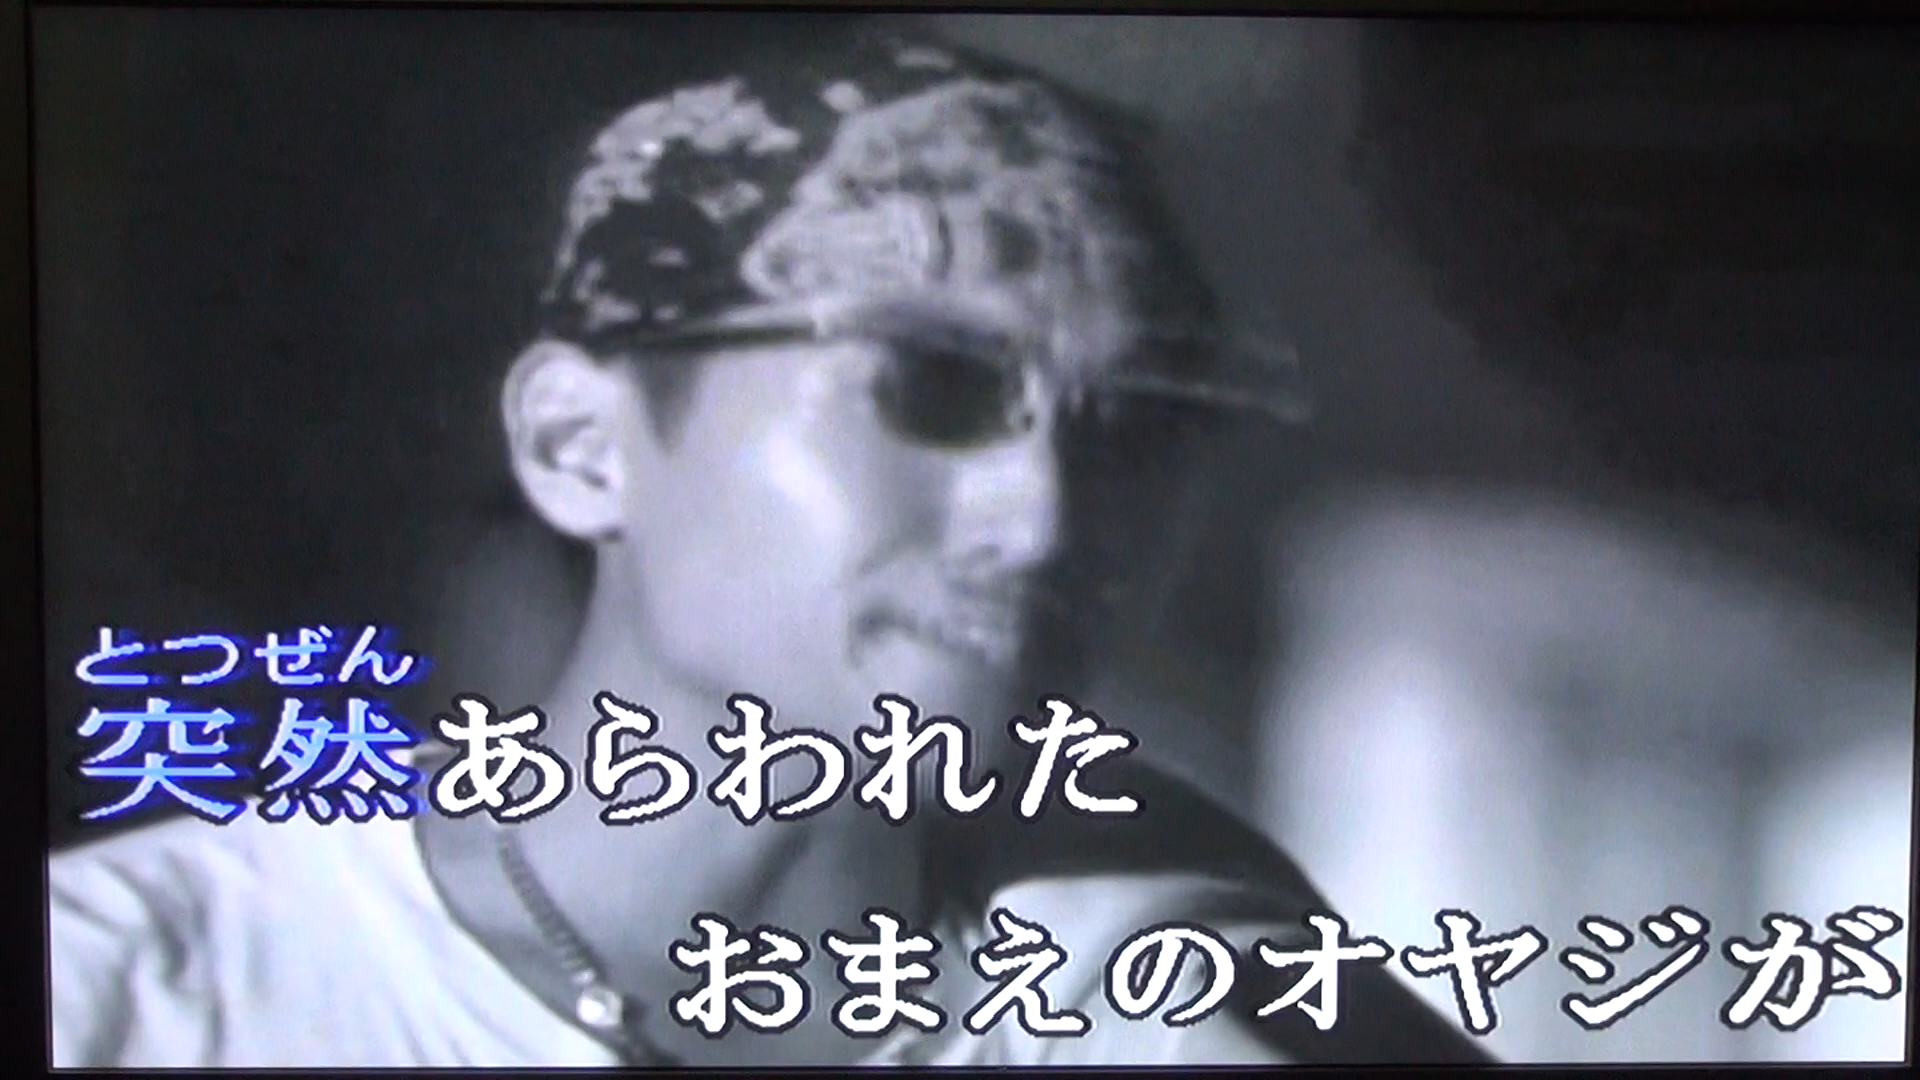 とつぜん
突然あらわれた
おまえのオヤジが